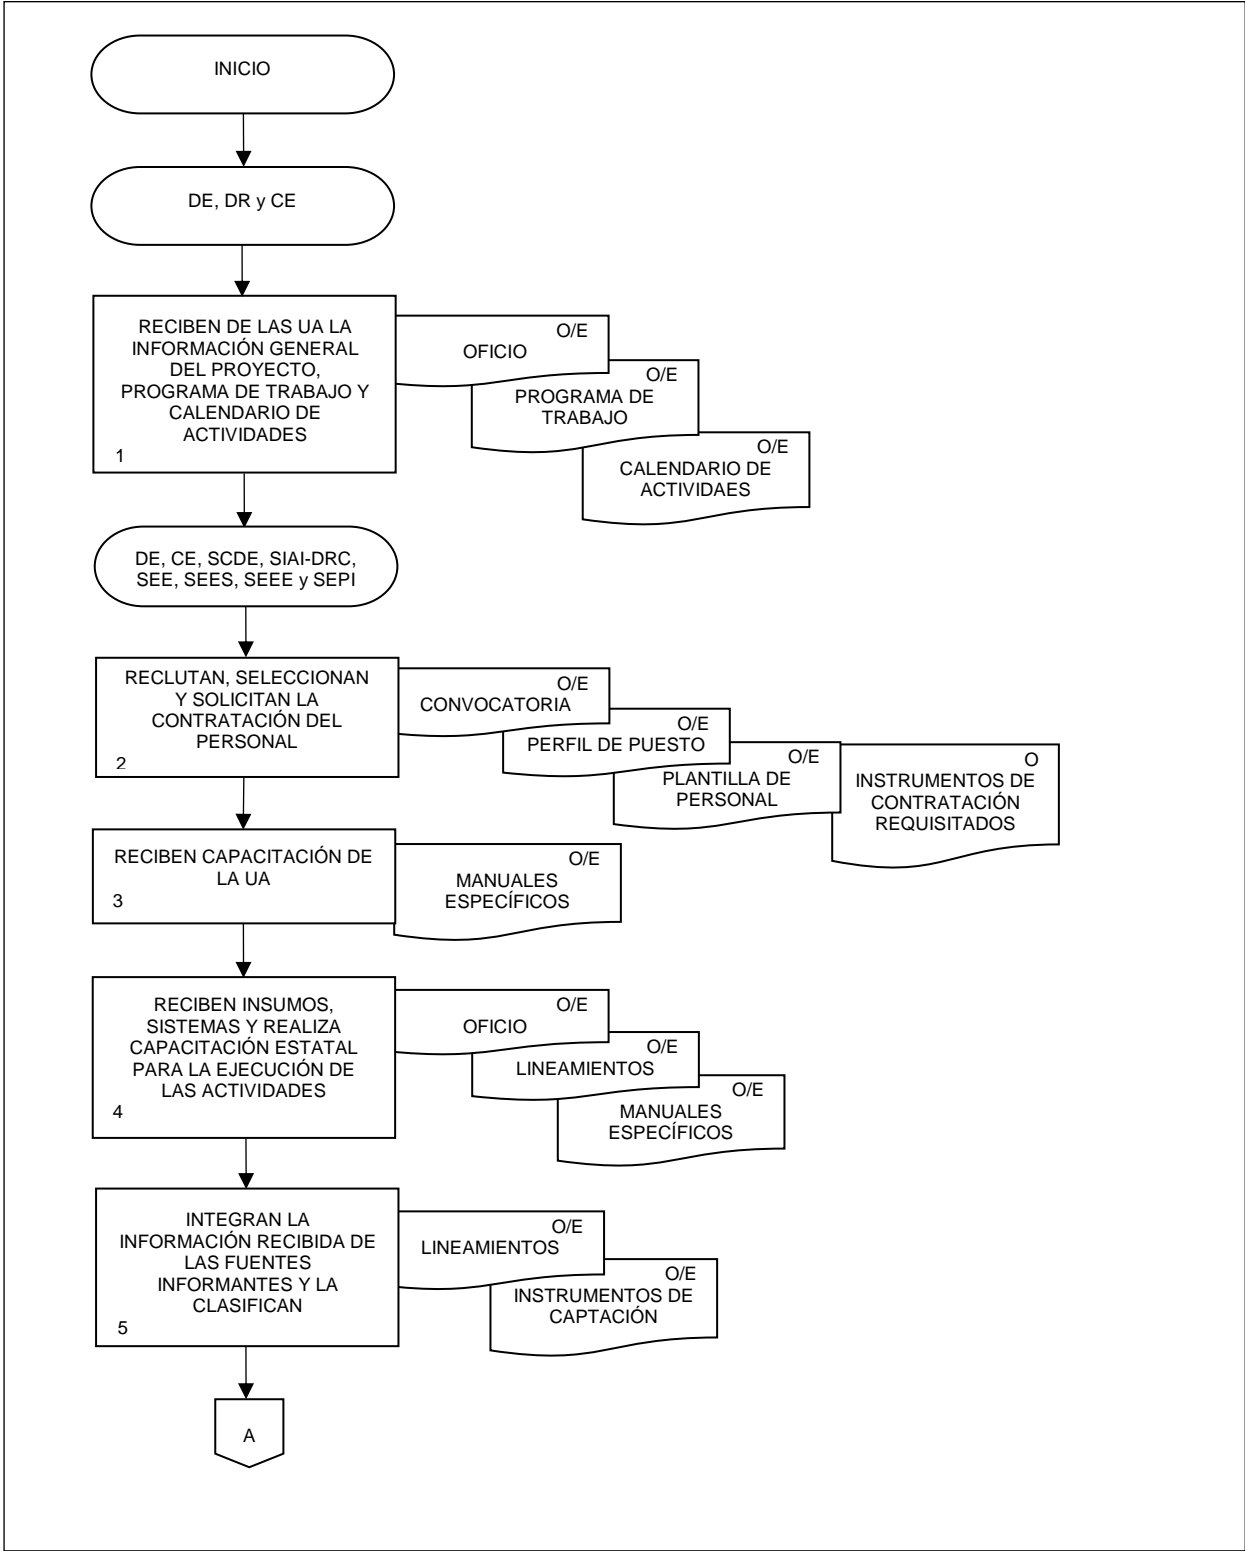 INICIO
DE, DR y CE
RECIBEN DE LAS UA LA
INFORMACIÓN GENERAL
DEL PROYECTO,
PROGRAMA DE TRABAJO Y
CALENDARIO DE
ACTIVIDADES
1
O/E
OFICIO
O/E
PROGRAMA DE
TRABAJO
O/E
CALENDARIO DE
ACTIVIDAES
DE, CE, SCDE, SIAI-DRC,
SEE, SEES, SEEE y SEPI
RECLUTAN, SELECCIONAN
Y SOLICITAN LA
CONTRATACIÓN DEL
PERSONAL
2
O/E
CONVOCATORIA
O/E
PERFIL DE PUESTO
O/E
PLANTILLA DE
PERSONAL
O
INSTRUMENTOS DE
CONTRATACIÓN
REQUISITADOS
RECIBEN CAPACITACIÓN DE
LA UA
3
O/E
MANUALES
ESPECÍFICOS
RECIBEN INSUMOS,
SISTEMAS Y REALIZA
CAPACITACIÓN ESTATAL
PARA LA EJECUCIÓN DE
LAS ACTIVIDADES
4
O/E
OFICIO
O/E
LINEAMIENTOS
O/E
MANUALES
ESPECÍFICOS
INTEGRAN LA
INFORMACIÓN RECIBIDA DE
LAS FUENTES
INFORMANTES Y LA
CLASIFICAN
5
O/E
LINEAMIENTOS
O/E
INSTRUMENTOS DE
CAPTACIÓN
A